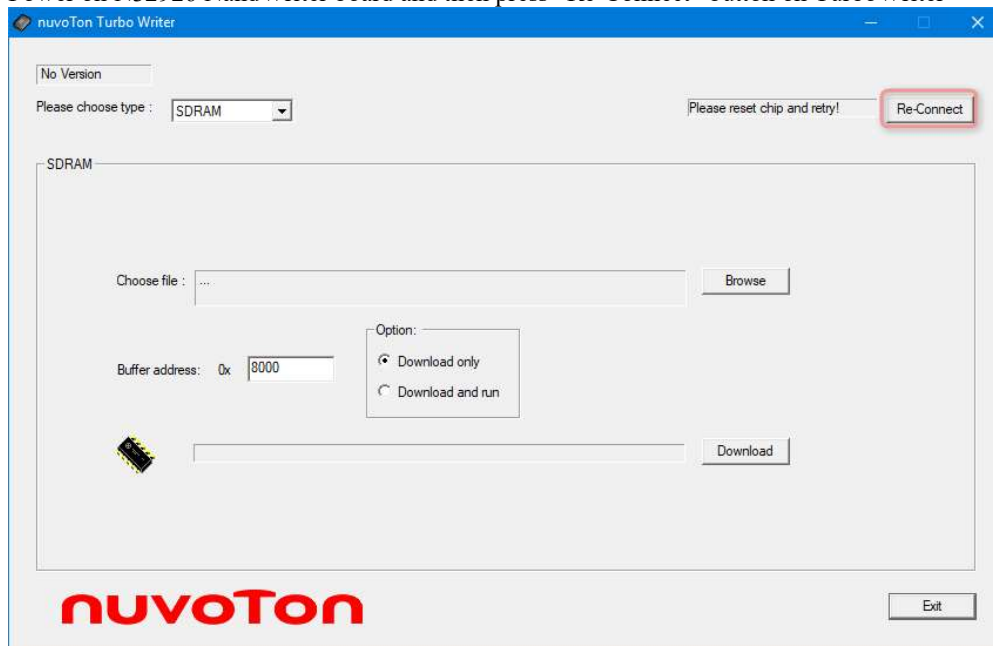 nuvoTon Turbo Writer
No Version
Please choose type :
SDRAM
Please reset chip and retry!
Re-Connect
SDRAM
Choose file :
...
Browse
Option:
Download only
Buffer address:
0x
8000
Download and run
Download
nuvoTon
Exit